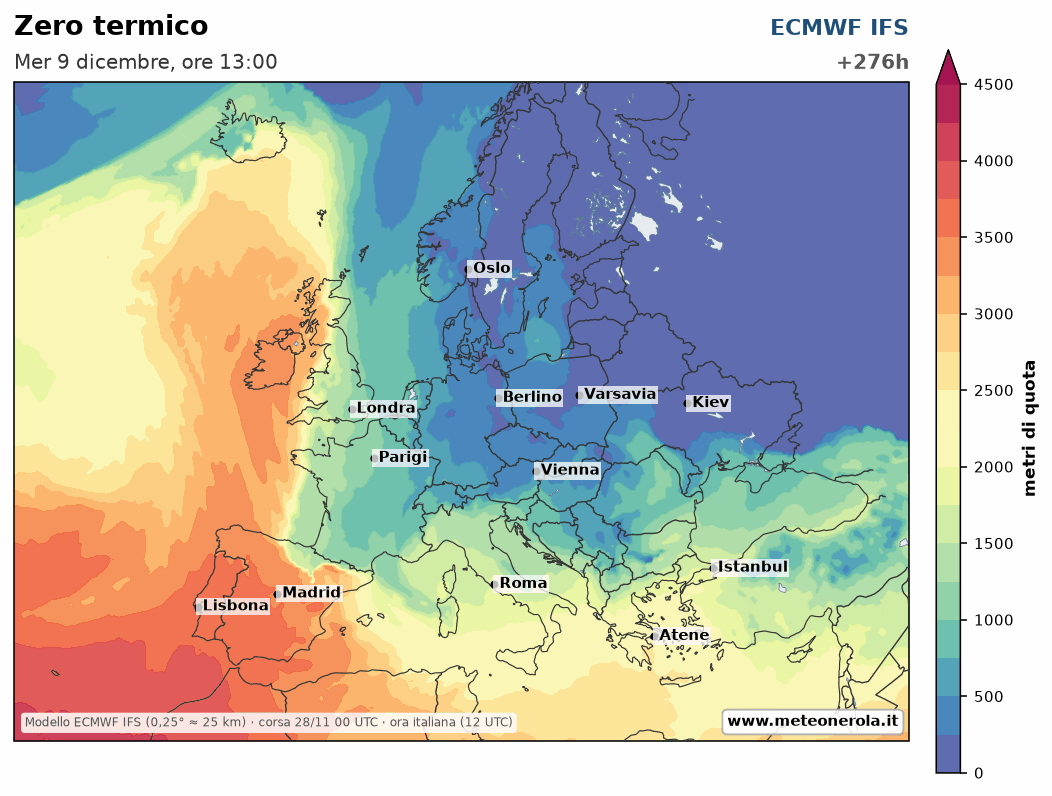 Zero termico
ECMWF IFS
Mer 9 dicembre, ore 13:00
+276h
Oslo
Londra
Berlino
Varsavia
Kiev
Parigi
Vienna
Istanbul
Roma
Madrid
Lisbona
Atene
Modello ECMWF IFS (0,25° ≈ 25 km) · corsa 28/11 00 UTC · ora italiana (12 UTC)
www.meteonerola.it
4500
4000
3500
3000
2500
2000
1500
1000
500
0
metri di quota